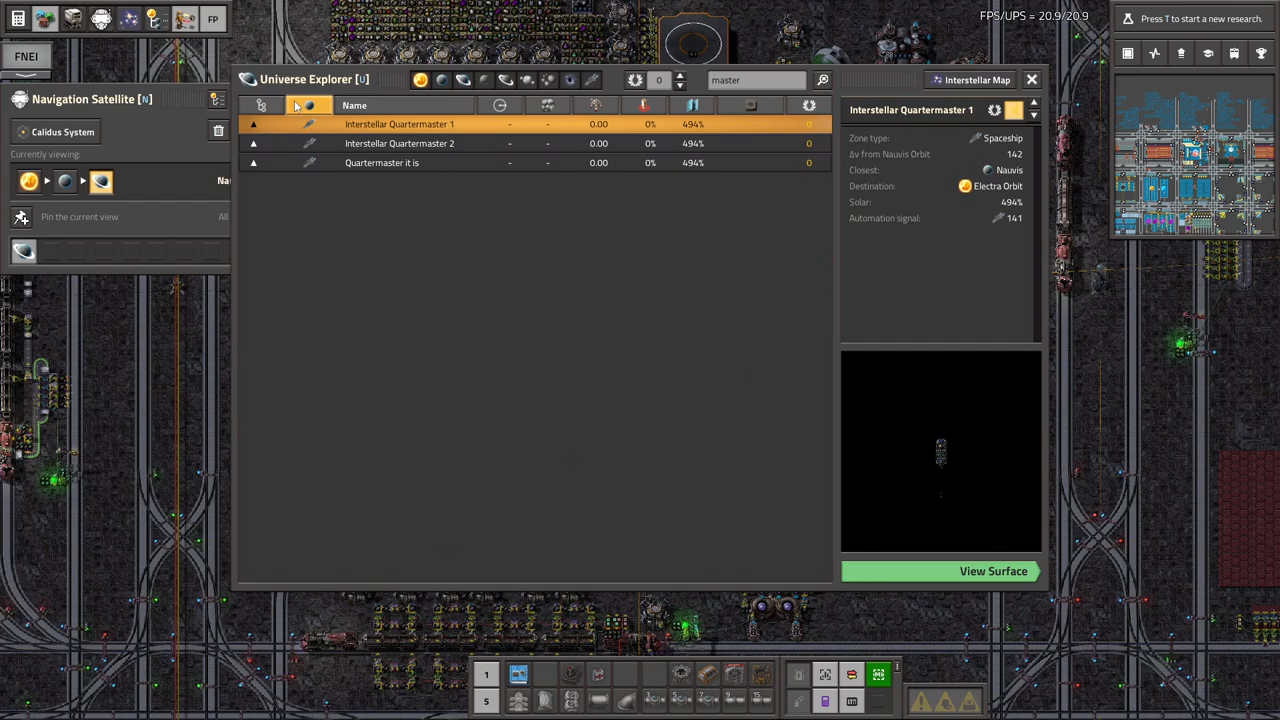 FP
FPS/UPS = 20.9/20.9
Press T to start a new research.
FNEI
Universe Explorer [U]
0
master
Interstellar Map
Navigation Satellite [N]
Name
Calidus System
Currently viewing:
Na
Pin the current view
All
Interstellar Quartermaster 1
-
-
0.00
0%
494%
0
Interstellar Quartermaster 2
-
-
0.00
0%
494%
0
Quartermaster it is
-
-
0.00
0%
494%
0
Interstellar Quartermaster 1
Zone type:
Spaceship
Δv from Nauvis Orbit
142
Closest:
Nauvis
Destination:
Electra Orbit
Solar:
494%
Automation signal:
141
View Surface
1
5